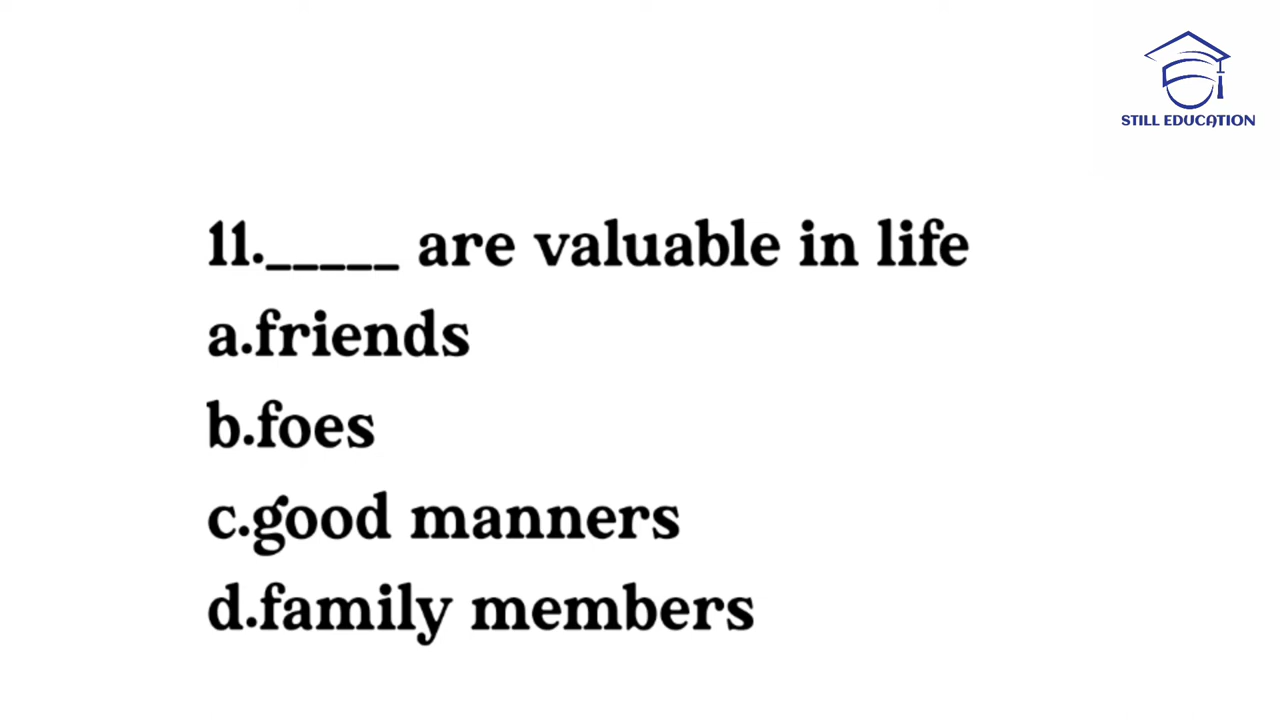 STILL EDUCATION
11._____ are valuable in life
a.friends
b.foes
c.good manners
d.family members